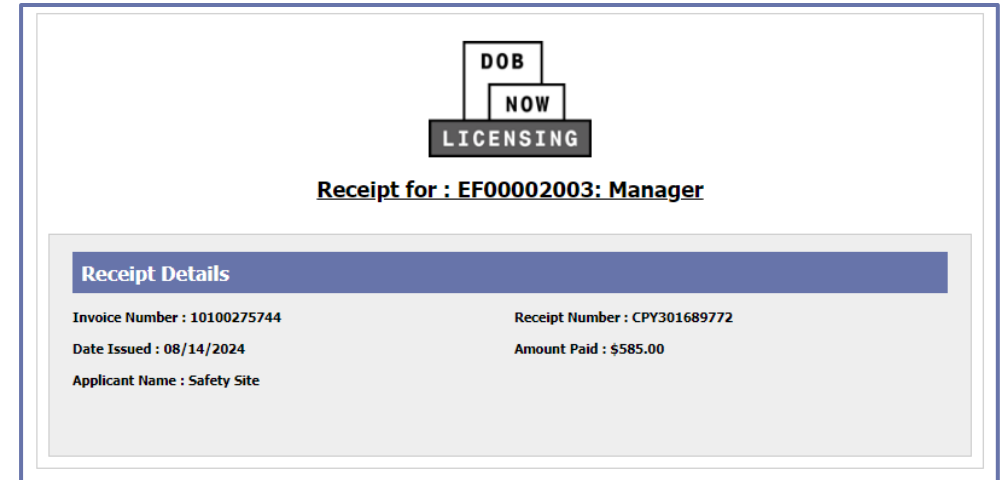 DOB
NOW
LICENSING
Receipt for : EF00002003: Manager
Receipt Details
Invoice Number : 10100275744
Receipt Number : CPY301689772
Date Issued : 08/14/2024
Amount Paid : $585.00
Applicant Name : Safety Site